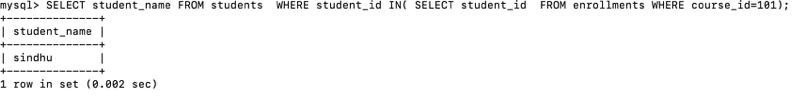 mysql> SELECT student_name FROM students  WHERE student_id IN( SELECT student_id  FROM enrollments WHERE course_id=101);
+--------------+
| student_name |
+--------------+
| sindhu       |
+--------------+
1 row in set (0.002 sec)